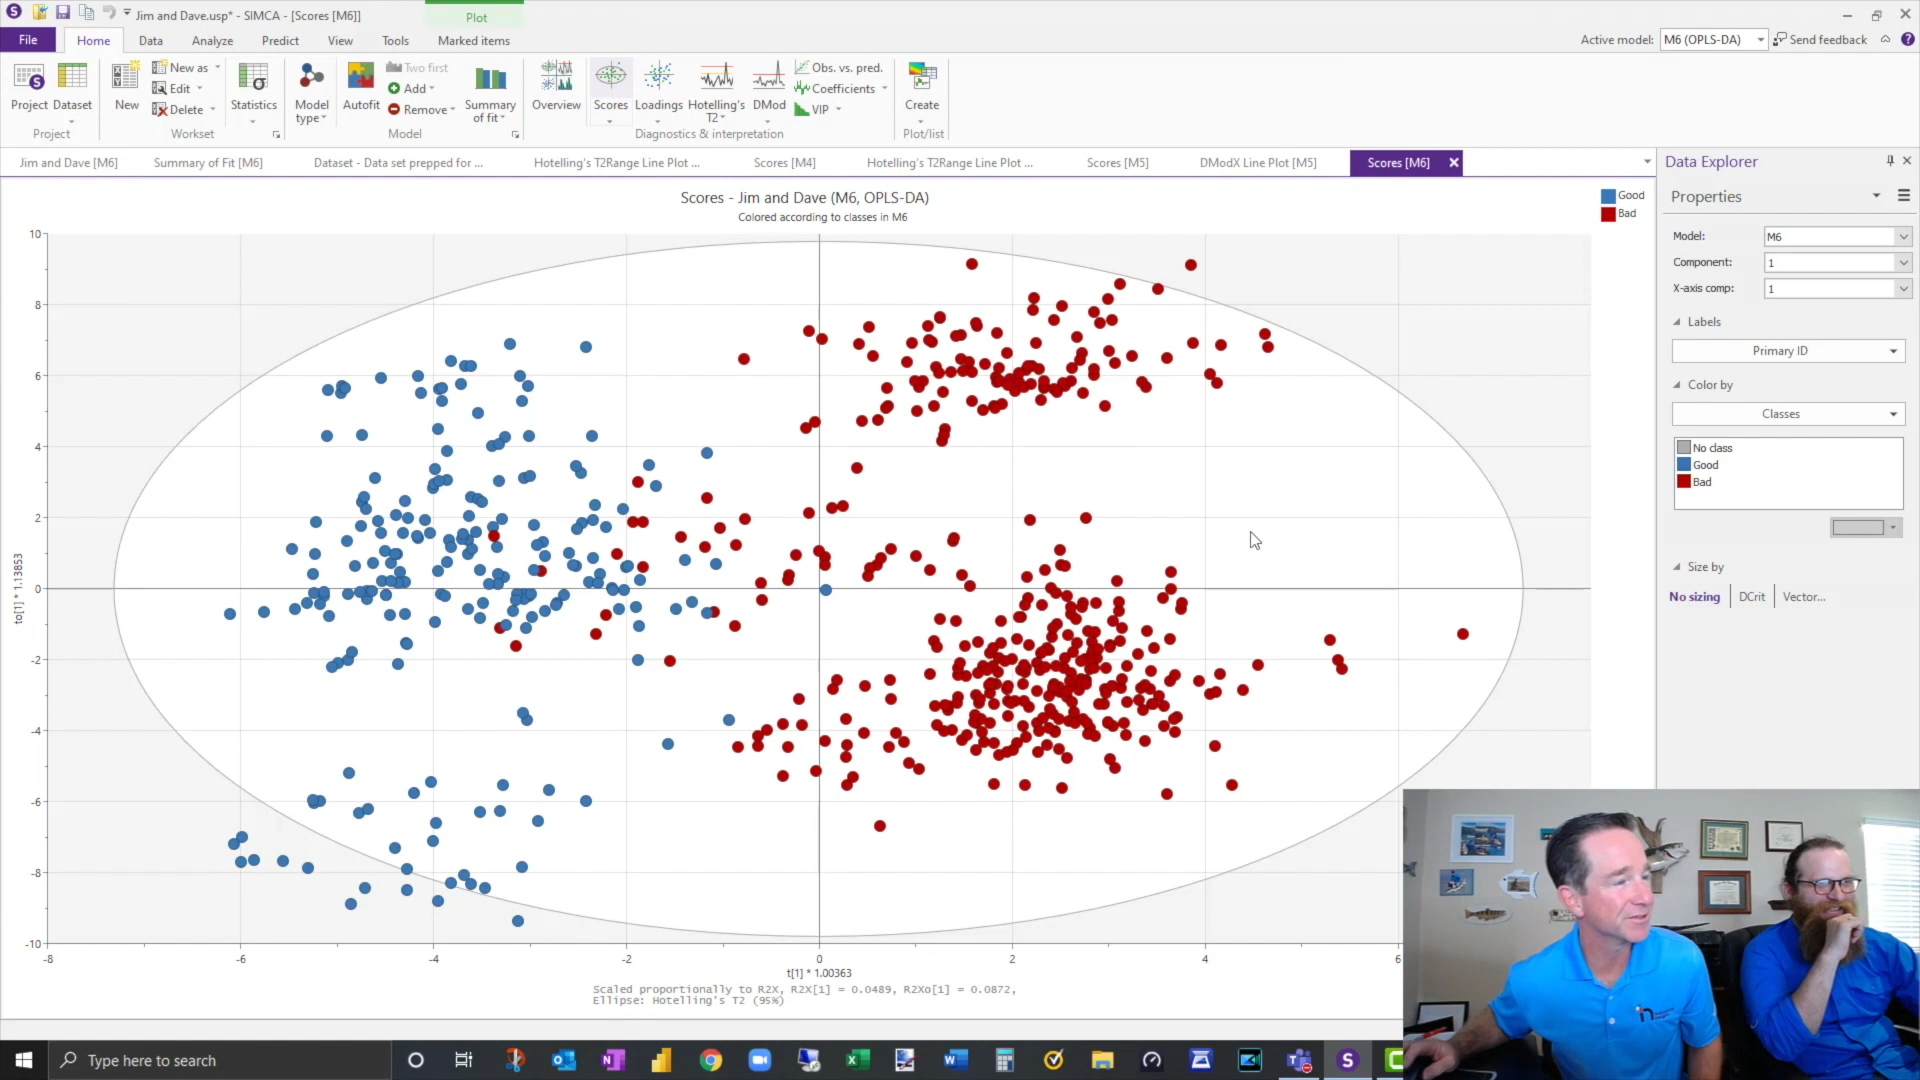 Jim and Dave.usp* - SIMCA - [Scores [M6]]
Plot
File
Home
Data
Analyze
Predict
View
Tools
Marked items
Active model:
M6 (OPLS-DA)
Send feedback
Project
Dataset
New
New as
Edit
Delete
Statistics
Model type
Autofit
Two first
Add
Remove
Summary of fit
Overview
Scores
Loadings
Hotelling's T2
DMod
Obs. vs. pred.
Coefficients
VIP
Create
Project
Workset
Model
Diagnostics & interpretation
Plot/list
Jim and Dave [M6]
Summary of Fit [M6]
Dataset - Data set prepped for ...
Hotelling's T2Range Line Plot ...
Scores [M4]
Hotelling's T2Range Line Plot ...
Scores [M5]
DModX Line Plot [M5]
Scores [M6]
Scores - Jim and Dave (M6, OPLS-DA)
Colored according to classes in M6
Good
Bad
10
8
6
4
2
0
-2
-4
-6
-8
-10
to[1] * 1.13853
-8
-6
-4
-2
0
2
4
6
t[1] * 1.00363
Scaled proportionally to R2X, R2X[1] = 0.0489, R2Xo[1] = 0.0872,
Ellipse: Hotelling's T2 (95%)
Data Explorer
Properties
Model:
M6
Component:
1
X-axis comp:
1
Labels
Primary ID
Color by
Classes
No class
Good
Bad
Size by
No sizing
DCrit
Vector...
Type here to search